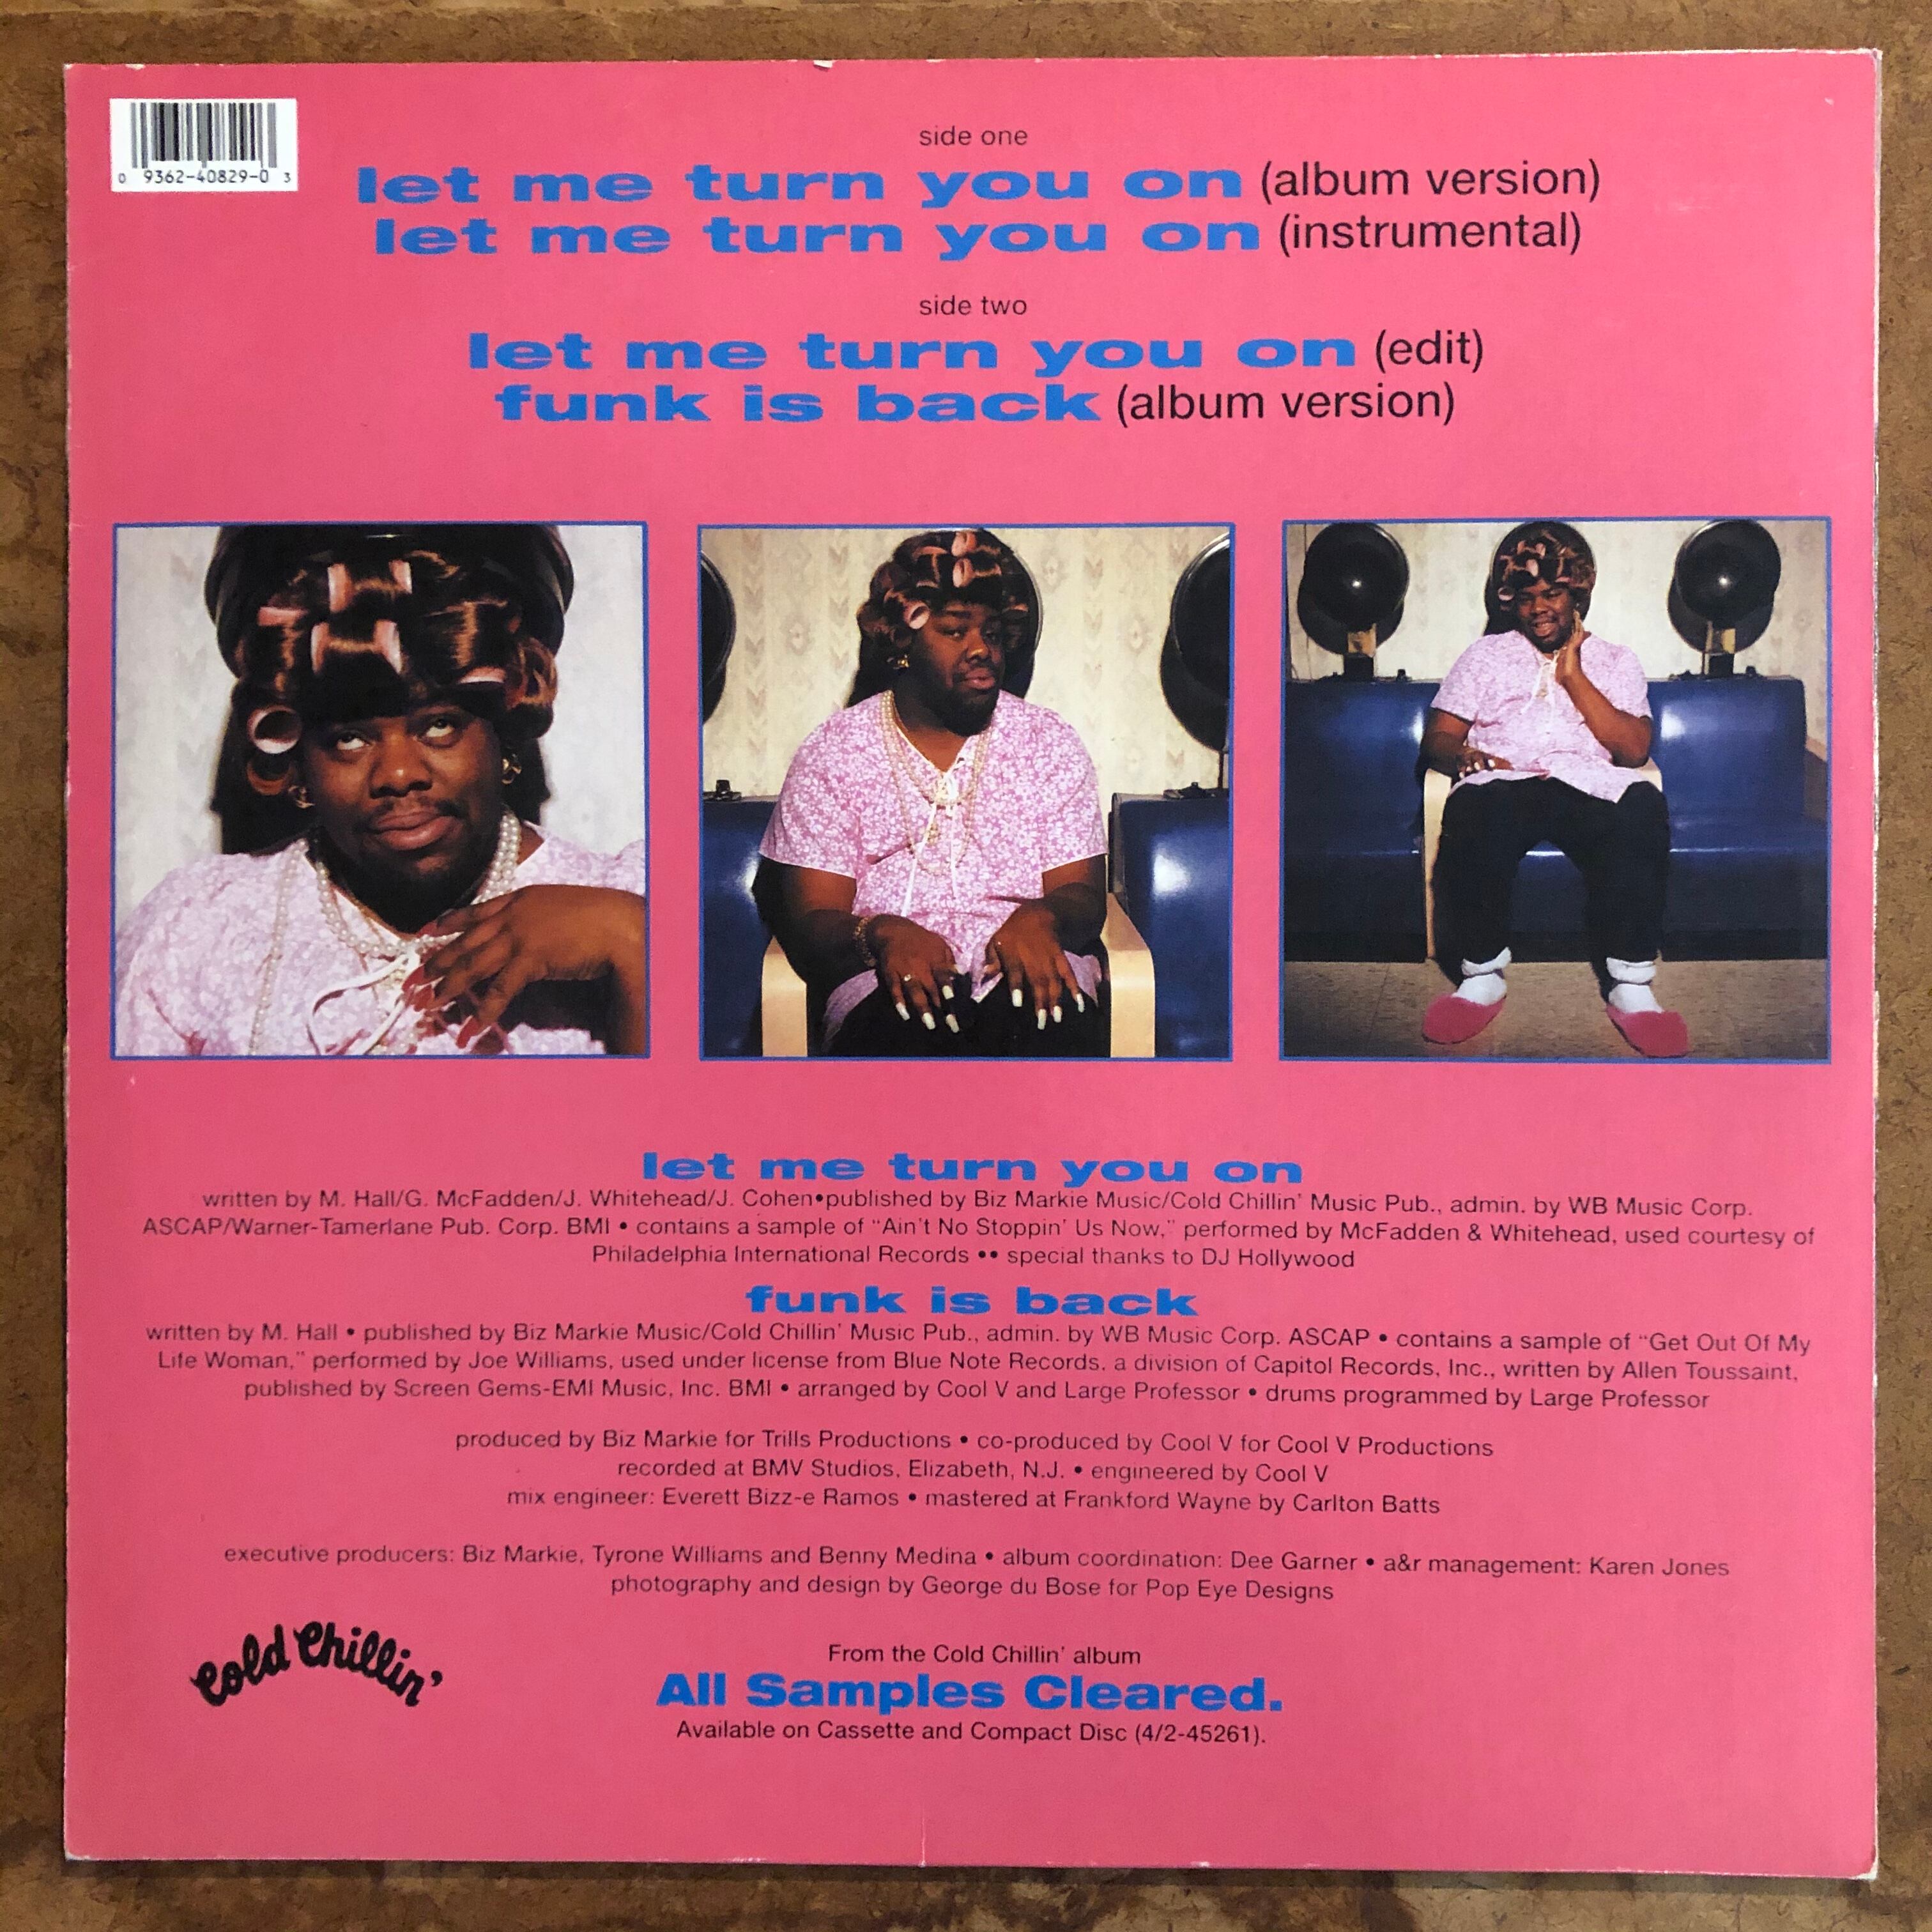 0 9362-40829-0 3
side one
let me turn you on (album version)
let me turn you on (instrumental)
side two
let me turn you on (edit)
funk is back (album version)
let me turn you on
written by M. Hall/G. McFadden/J. Whitehead/J. Cohen•published by Biz Markie Music/Cold Chillin' Music Pub., admin. by WB Music Corp.
ASCAP/Warner-Tamerlane Pub. Corp. BMI • contains a sample of "Ain't No Stoppin' Us Now," performed by McFadden & Whitehead, used courtesy of
Philadelphia International Records •• special thanks to DJ Hollywood
funk is back
written by M. Hall • published by Biz Markie Music/Cold Chillin' Music Pub., admin. by WB Music Corp. ASCAP • contains a sample of "Get Out Of My
Life Woman," performed by Joe Williams, used under license from Blue Note Records, a division of Capitol Records, Inc., written by Allen Toussaint,
published by Screen Gems-EMI Music, Inc. BMI • arranged by Cool V and Large Professor • drums programmed by Large Professor
produced by Biz Markie for Trills Productions • co-produced by Cool V for Cool V Productions
recorded at BMV Studios, Elizabeth, N.J. • engineered by Cool V
mix engineer: Everett Bizz-e Ramos • mastered at Frankford Wayne by Carlton Batts
executive producers: Biz Markie, Tyrone Williams and Benny Medina • album coordination: Dee Garner • a&r management: Karen Jones
photography and design by George du Bose for Pop Eye Designs
Cold Chillin'
From the Cold Chillin' album
All Samples Cleared.
Available on Cassette and Compact Disc (4/2-45261).